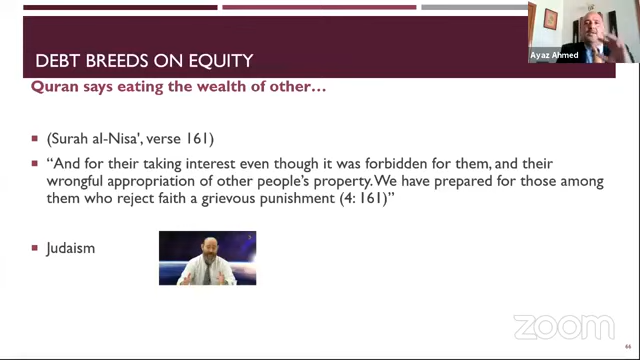 DEBT BREEDS ON EQUITY
Ayaz Ahmed
Quran says eating the wealth of other…
(Surah al-Nisa', verse 161)
“And for their taking interest even though it was forbidden for them, and their
wrongful appropriation of other people’s property. We have prepared for those among
them who reject faith a grievous punishment (4: 161)”
Judaism
zoom
66